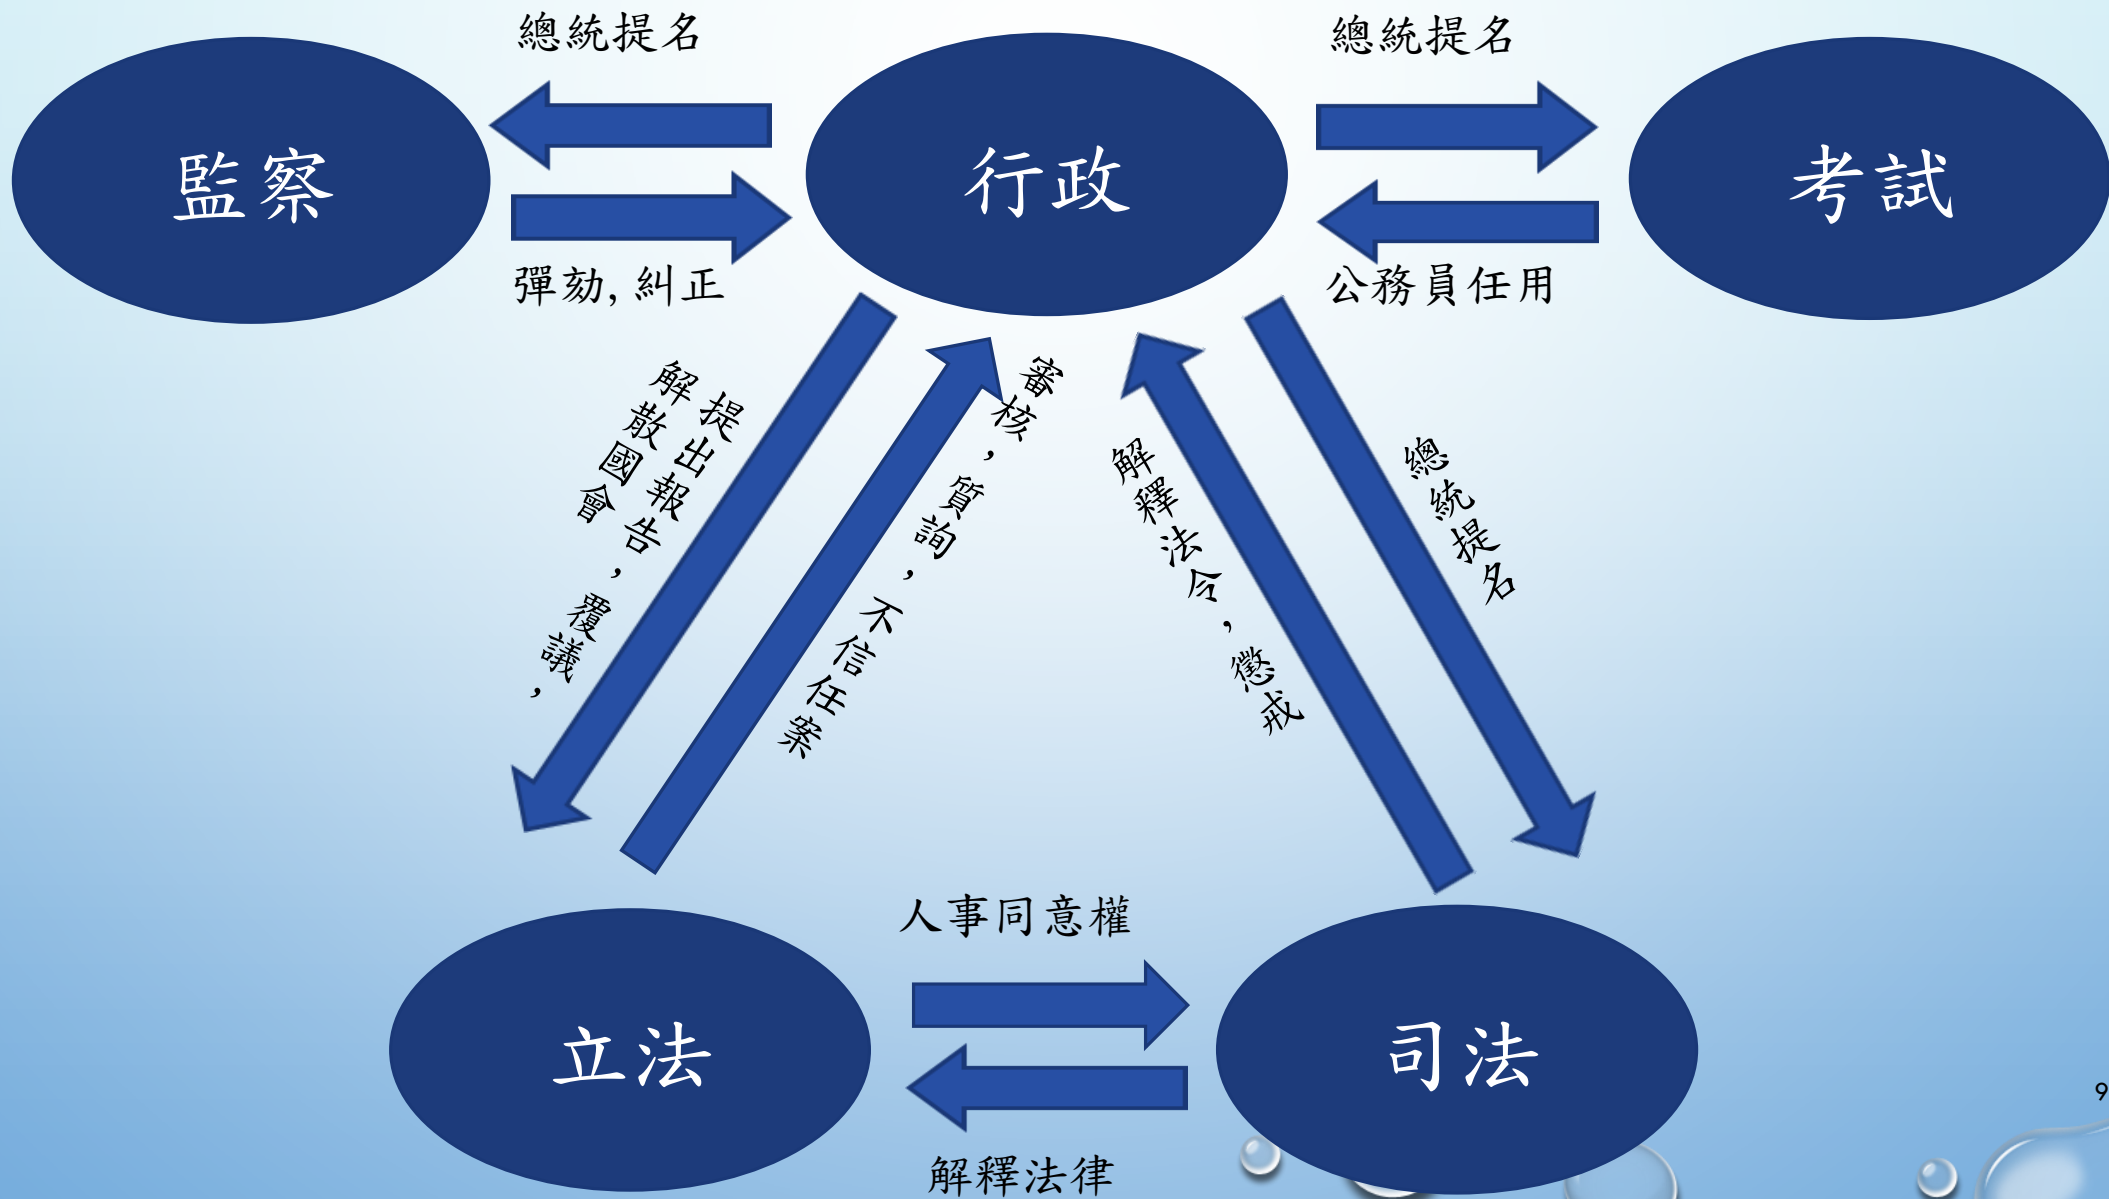 總統提名
總統提名
監察
行政
考試
彈劾, 糾正
公務員任用
提出報告，覆議，
解散國會
審核，質詢，不信任案
解釋法令，懲戒
總統提名
人事同意權
立法
司法
解釋法律
9